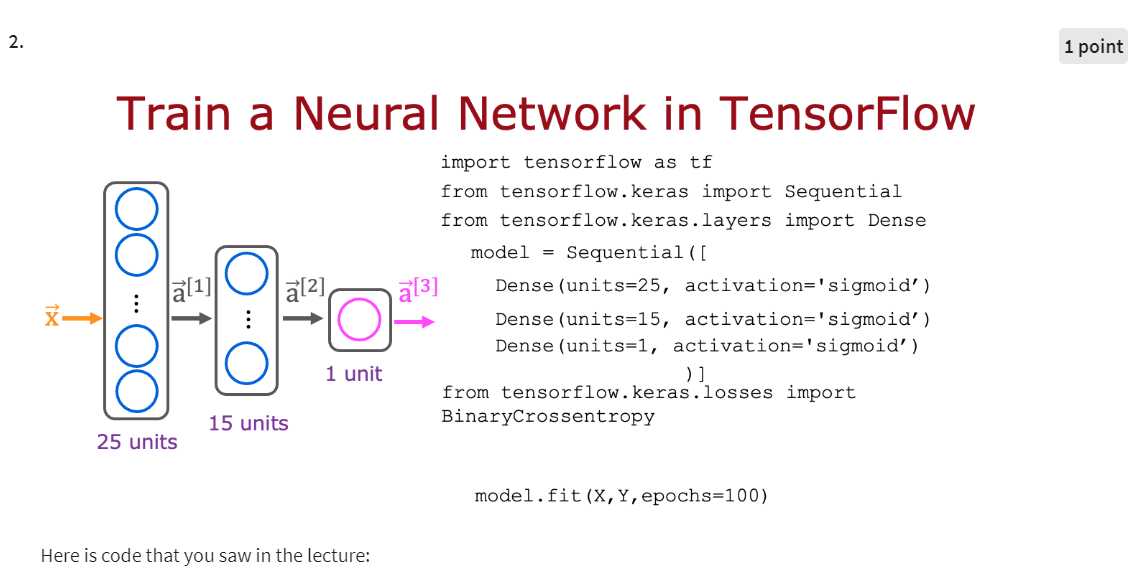 2.
1 point
Train a Neural Network in TensorFlow
import tensorflow as tf
from tensorflow.keras import Sequential
from tensorflow.keras.layers import Dense
model = Sequential([
Dense(units=25, activation='sigmoid’)
Dense(units=15, activation='sigmoid’)
Dense(units=1, activation='sigmoid’)
)]
from tensorflow.keras.losses import
BinaryCrossentropy
model.fit(X,Y,epochs=100)
x⃗
a⃗[1]
a⃗[2]
a⃗[3]
1 unit
15 units
25 units
Here is code that you saw in the lecture: